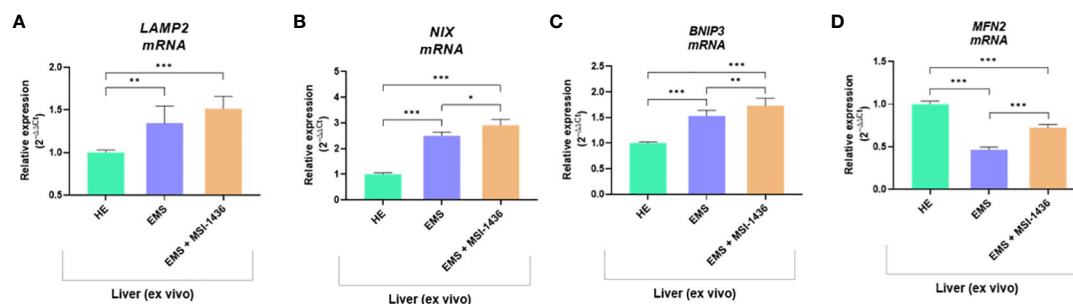 A
LAMP2
mRNA
Relative expression
(2^-ΔΔCt)
2.0
1.5
1.0
0.5
***
**
HE
EMS
EMS + MSI-1436
Liver (ex vivo)
B
NIX
mRNA
Relative expression
(2^-ΔΔCt)
5
4
3
2
1
0
***
***
*
HE
EMS
EMS + MSI-1436
Liver (ex vivo)
C
BNIP3
mRNA
Relative expression
(2^-ΔΔCt)
2.5
2.0
1.5
1.0
0.5
0.0
***
**
***
HE
EMS
EMS + MSI-1436
Liver (ex vivo)
D
MFN2
mRNA
Relative expression
(2^-ΔΔCt)
1.5
1.0
0.5
0.0
***
***
***
HE
EMS
EMS + MSI-1436
Liver (ex vivo)